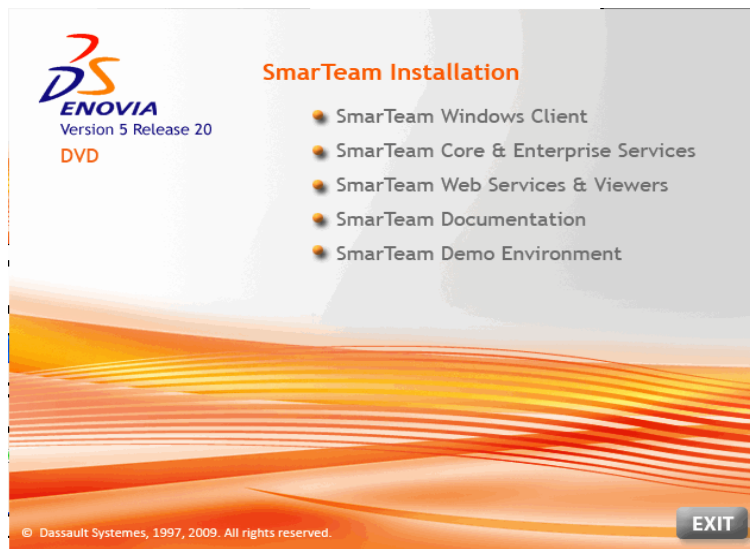 SmarTeam Installation
ENOVIA
Version 5 Release 20
DVD
SmarTeam Windows Client
SmarTeam Core & Enterprise Services
SmarTeam Web Services & Viewers
SmarTeam Documentation
SmarTeam Demo Environment
© Dassault Systemes, 1997, 2009. All rights reserved.
EXIT